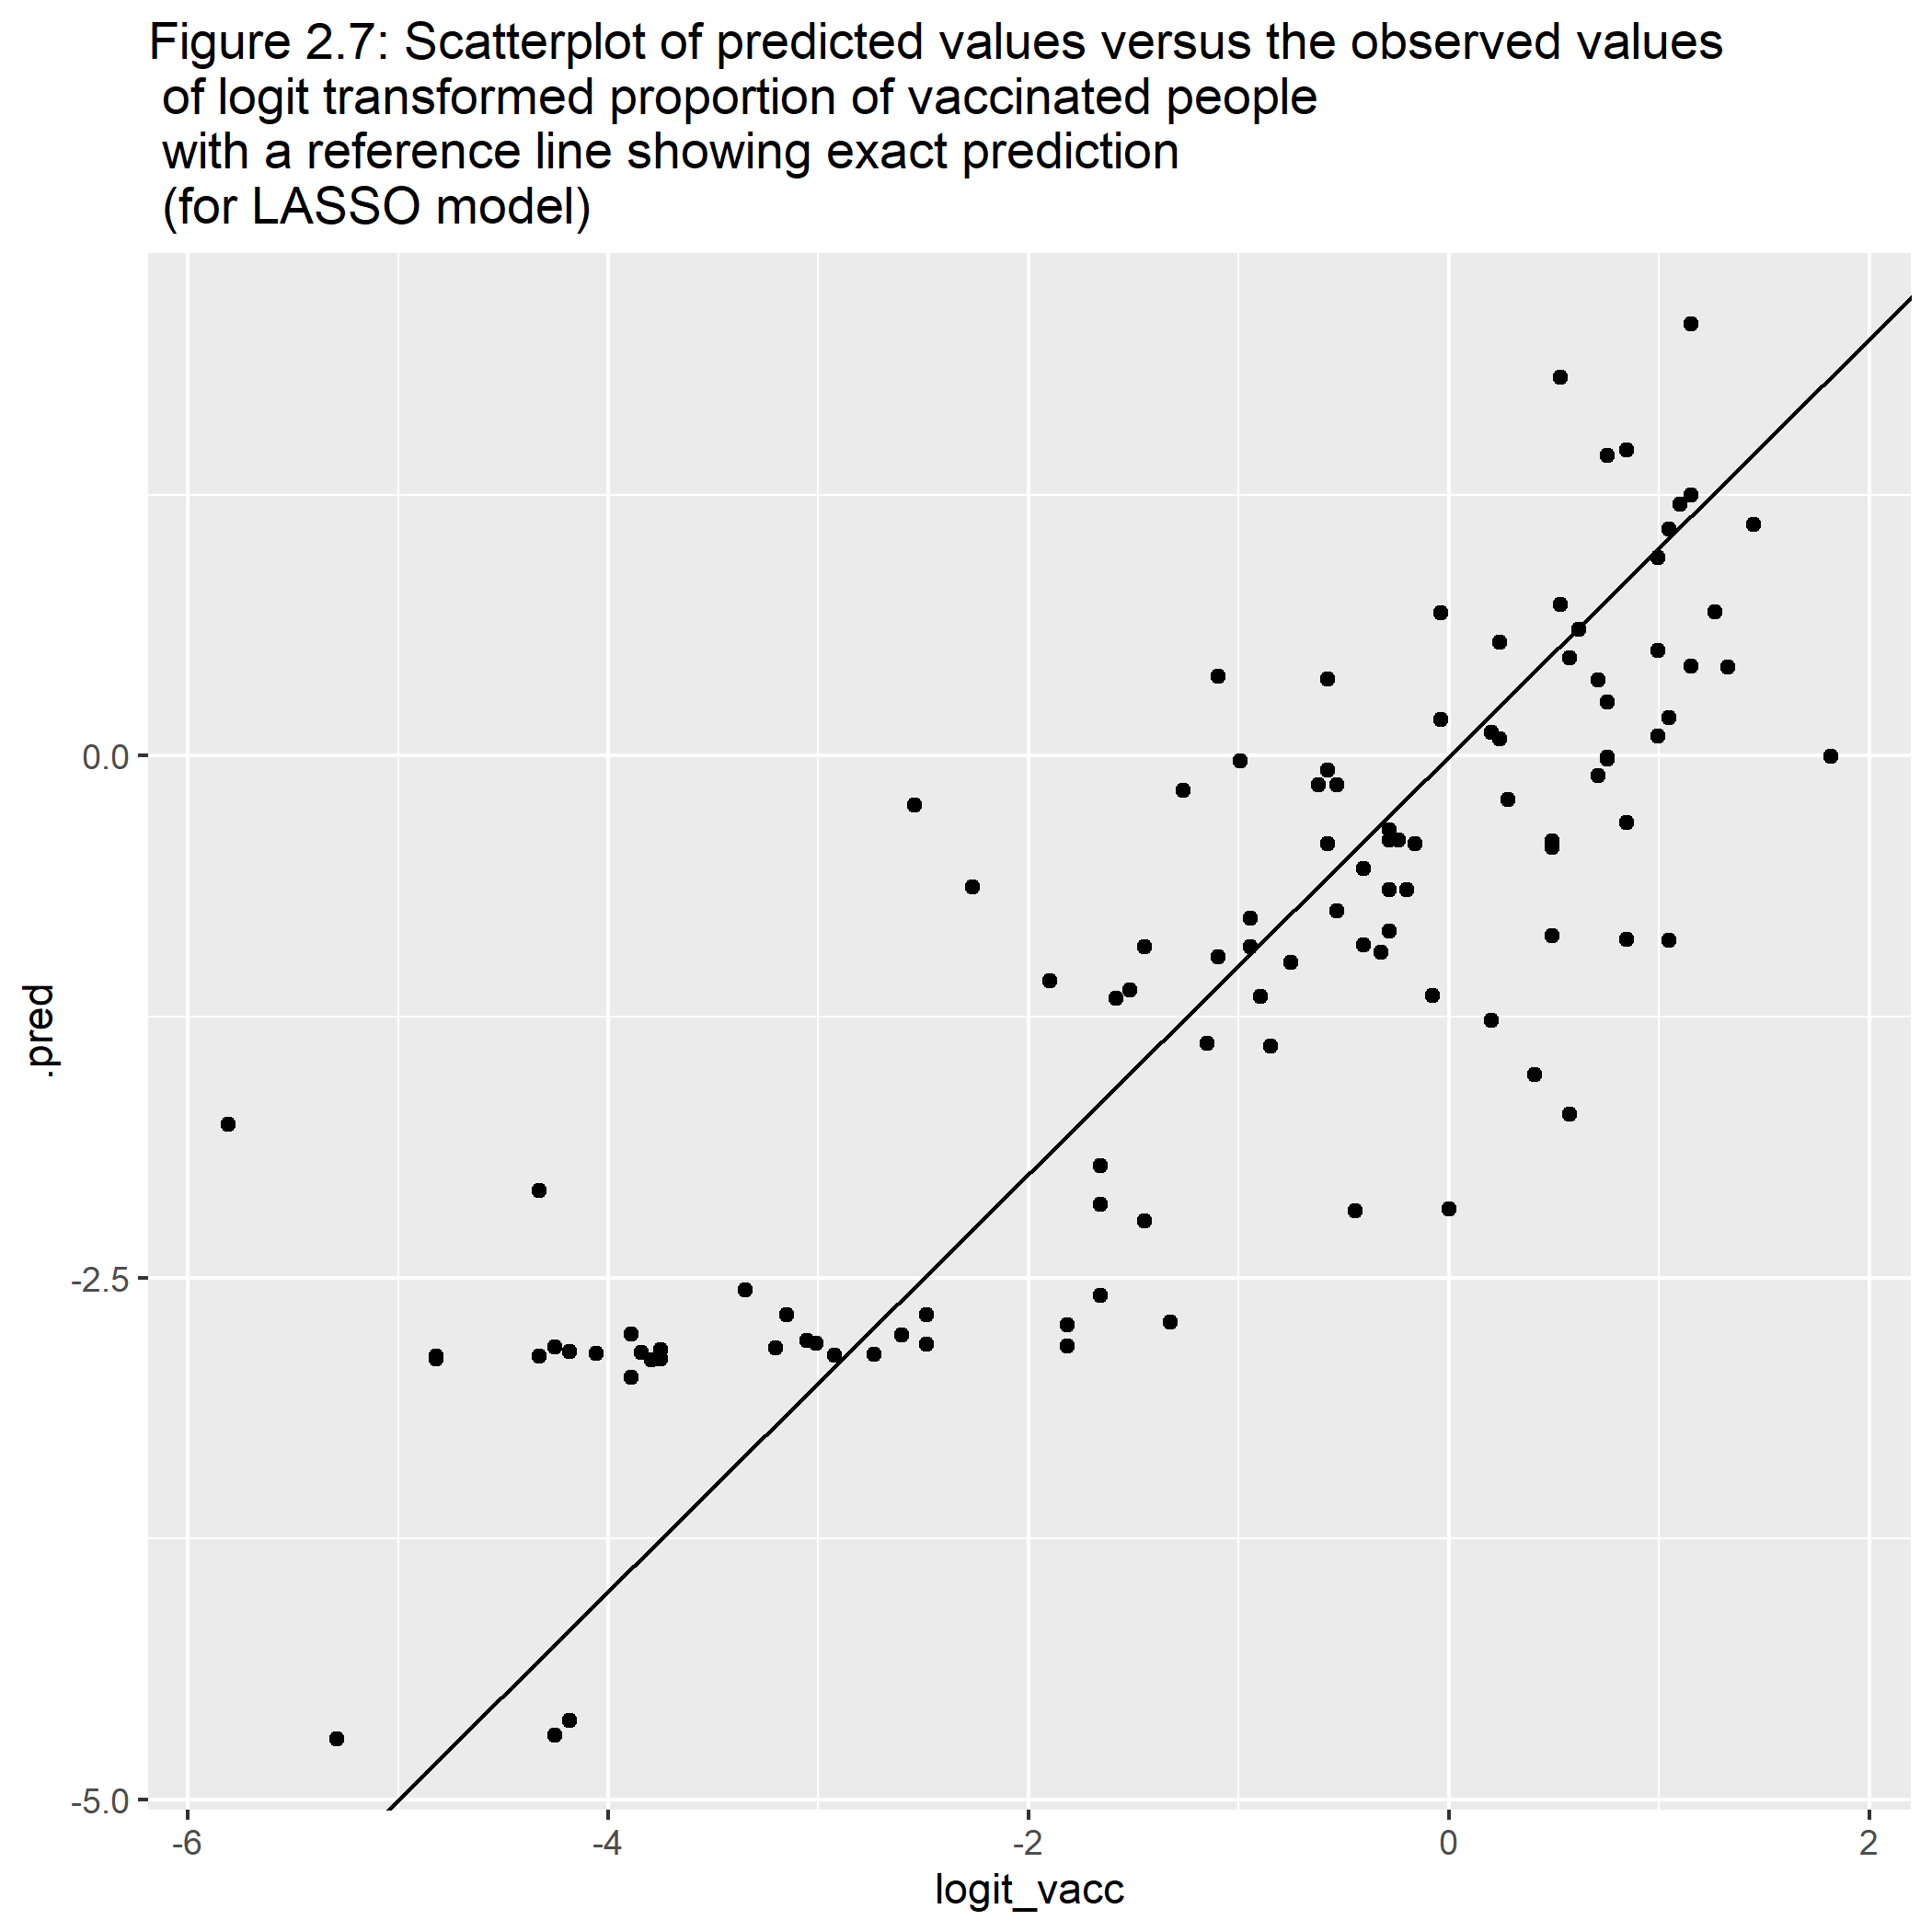 Figure 2.7: Scatterplot of predicted values versus the observed values
of logit transformed proportion of vaccinated people
with a reference line showing exact prediction
(for LASSO model)
.pred
0.0
-2.5
-5.0
-6 -4 -2 0 2
logit_vacc